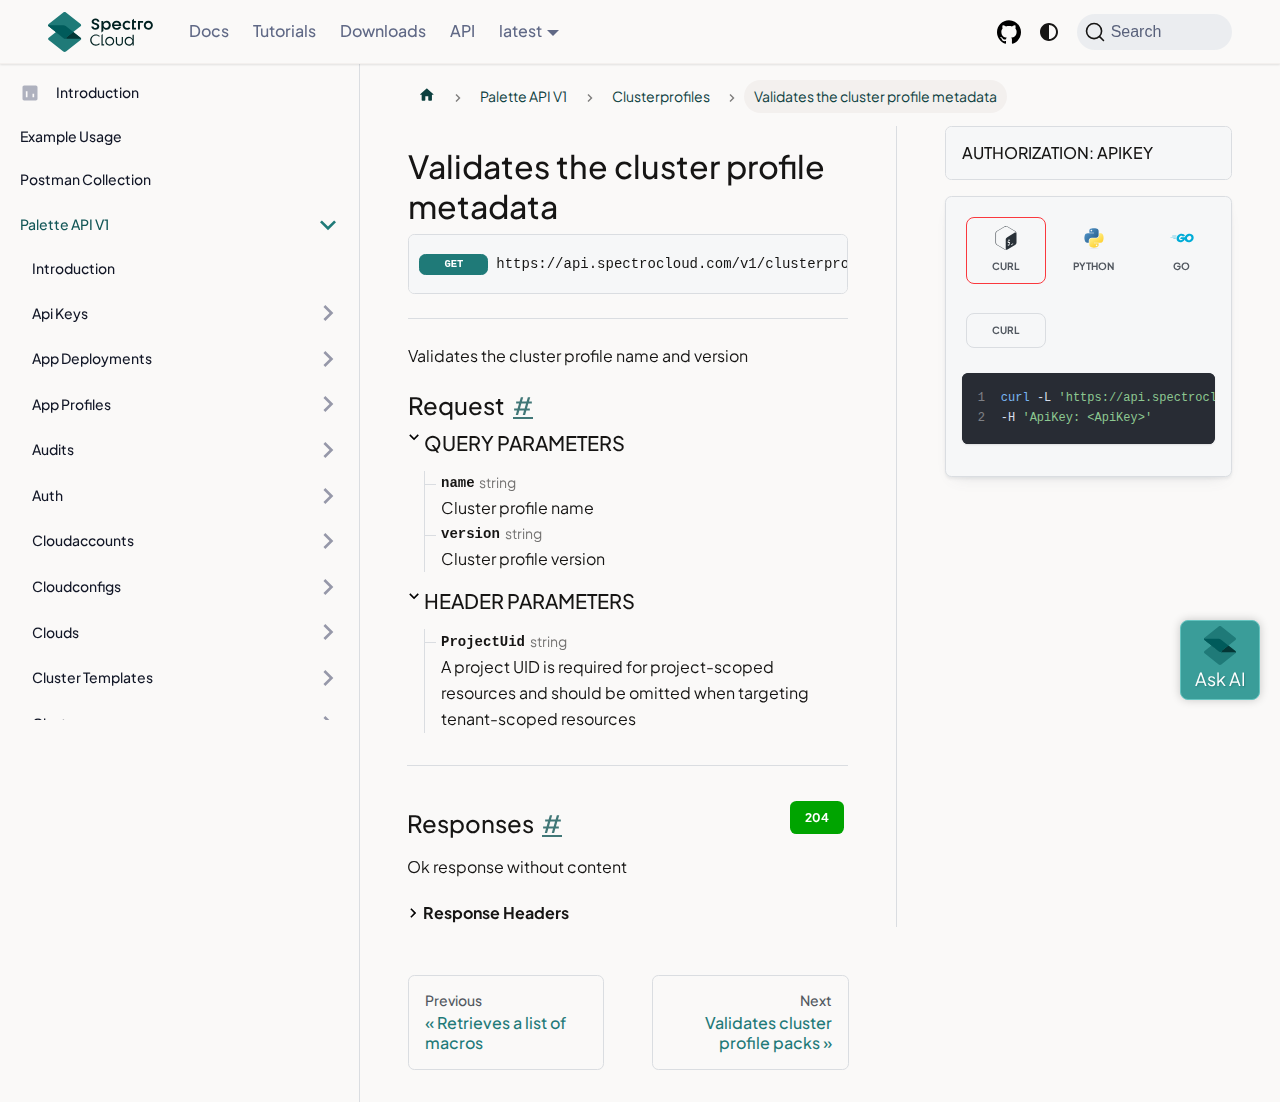 Spectro Cloud
Docs
Tutorials
Downloads
API
latest
Search
Introduction
Example Usage
Postman Collection
Palette API V1
Introduction
Api Keys
App Deployments
App Profiles
Audits
Auth
Cloudaccounts
Cloudconfigs
Clouds
Cluster Templates
Palette API V1
Clusterprofiles
Validates the cluster profile metadata
Validates the cluster profile
metadata
GET https://api.spectrocloud.com/v1/clusterpro
Validates the cluster profile name and version
Request #
QUERY PARAMETERS
name string
Cluster profile name
version string
Cluster profile version
HEADER PARAMETERS
ProjectUid string
A project UID is required for project-scoped
resources and should be omitted when targeting
tenant-scoped resources
Responses #
204
Ok response without content
Response Headers
Previous
« Retrieves a list of
macros
Next
Validates cluster
profile packs »
AUTHORIZATION: APIKEY
CURL
PYTHON
GO
CURL
1 curl -L 'https://api.spectrocl
2 -H 'ApiKey: <ApiKey>'
Ask AI